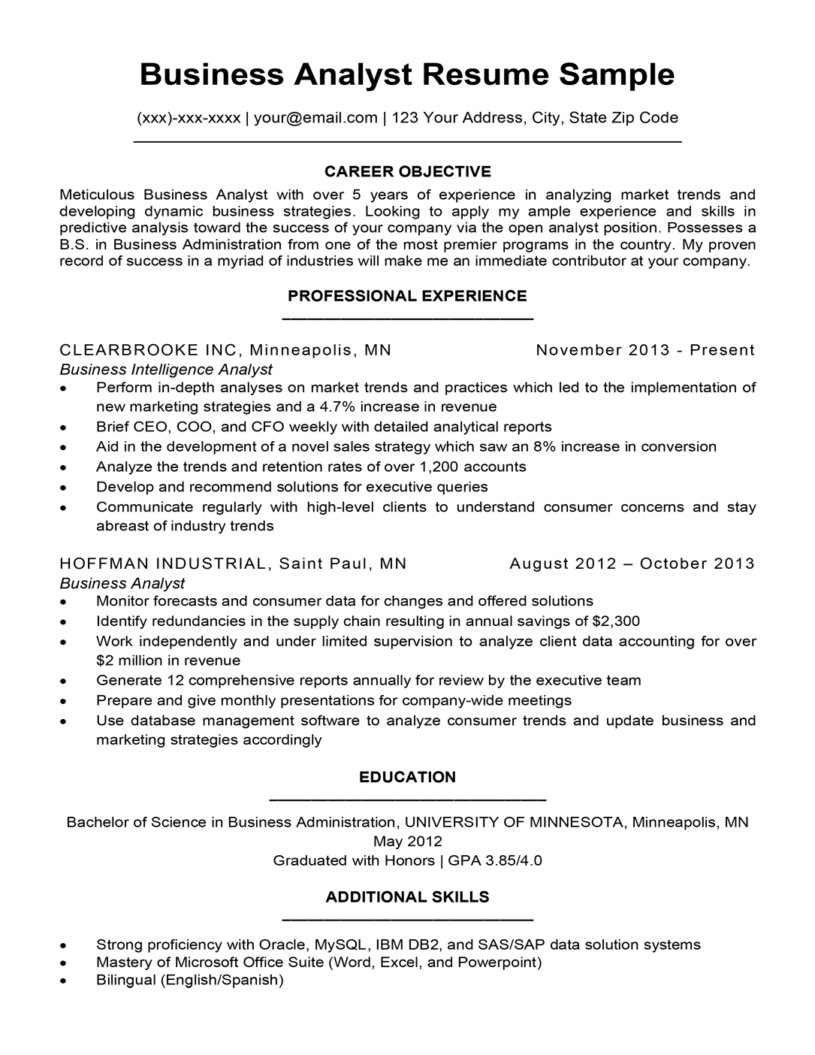 Business Analyst Resume Sample
(xxx)-xxx-xxxx | your@email.com | 123 Your Address, City, State Zip Code
CAREER OBJECTIVE
Meticulous Business Analyst with over 5 years of experience in analyzing market trends and
developing dynamic business strategies. Looking to apply my ample experience and skills in
predictive analysis toward the success of your company via the open analyst position. Possesses a
B.S. in Business Administration from one of the most premier programs in the country. My proven
record of success in a myriad of industries will make me an immediate contributor at your company.
PROFESSIONAL EXPERIENCE
CLEARBROOKE INC, Minneapolis, MN November 2013 - Present
Business Intelligence Analyst
• Perform in-depth analyses on market trends and practices which led to the implementation of
new marketing strategies and a 4.7% increase in revenue
• Brief CEO, COO, and CFO weekly with detailed analytical reports
• Aid in the development of a novel sales strategy which saw an 8% increase in conversion
• Analyze the trends and retention rates of over 1,200 accounts
• Develop and recommend solutions for executive queries
• Communicate regularly with high-level clients to understand consumer concerns and stay
abreast of industry trends
HOFFMAN INDUSTRIAL, Saint Paul, MN August 2012 – October 2013
Business Analyst
• Monitor forecasts and consumer data for changes and offered solutions
• Identify redundancies in the supply chain resulting in annual savings of $2,300
• Work independently and under limited supervision to analyze client data accounting for over
$2 million in revenue
• Generate 12 comprehensive reports annually for review by the executive team
• Prepare and give monthly presentations for company-wide meetings
• Use database management software to analyze consumer trends and update business and
marketing strategies accordingly
EDUCATION
Bachelor of Science in Business Administration, UNIVERSITY OF MINNESOTA, Minneapolis, MN
May 2012
Graduated with Honors | GPA 3.85/4.0
ADDITIONAL SKILLS
• Strong proficiency with Oracle, MySQL, IBM DB2, and SAS/SAP data solution systems
• Mastery of Microsoft Office Suite (Word, Excel, and Powerpoint)
• Bilingual (English/Spanish)